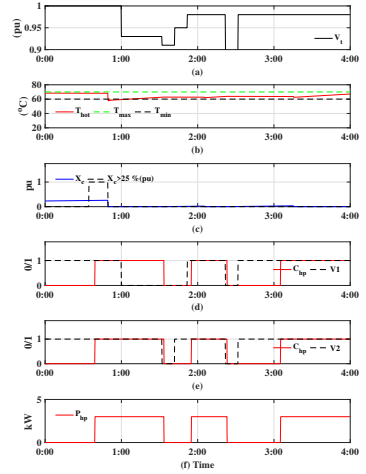 (pu)
1
0.95
0.9
V_t
0:00 1:00 2:00 3:00 4:00
(a)
(°C)
80
60
40
20
T_hot T_max T_min
0:00 1:00 2:00 3:00 4:00
(b)
pu
1
0
X_c X_c>25 %(pu)
0:00 1:00 2:00 3:00 4:00
(c)
0/1
1
0
C_hp V1
0:00 1:00 2:00 3:00 4:00
(d)
0/1
1
0
C_hp V2
0:00 1:00 2:00 3:00 4:00
(e)
kW
5
0
P_hp
0:00 1:00 2:00 3:00 4:00
(f) Time